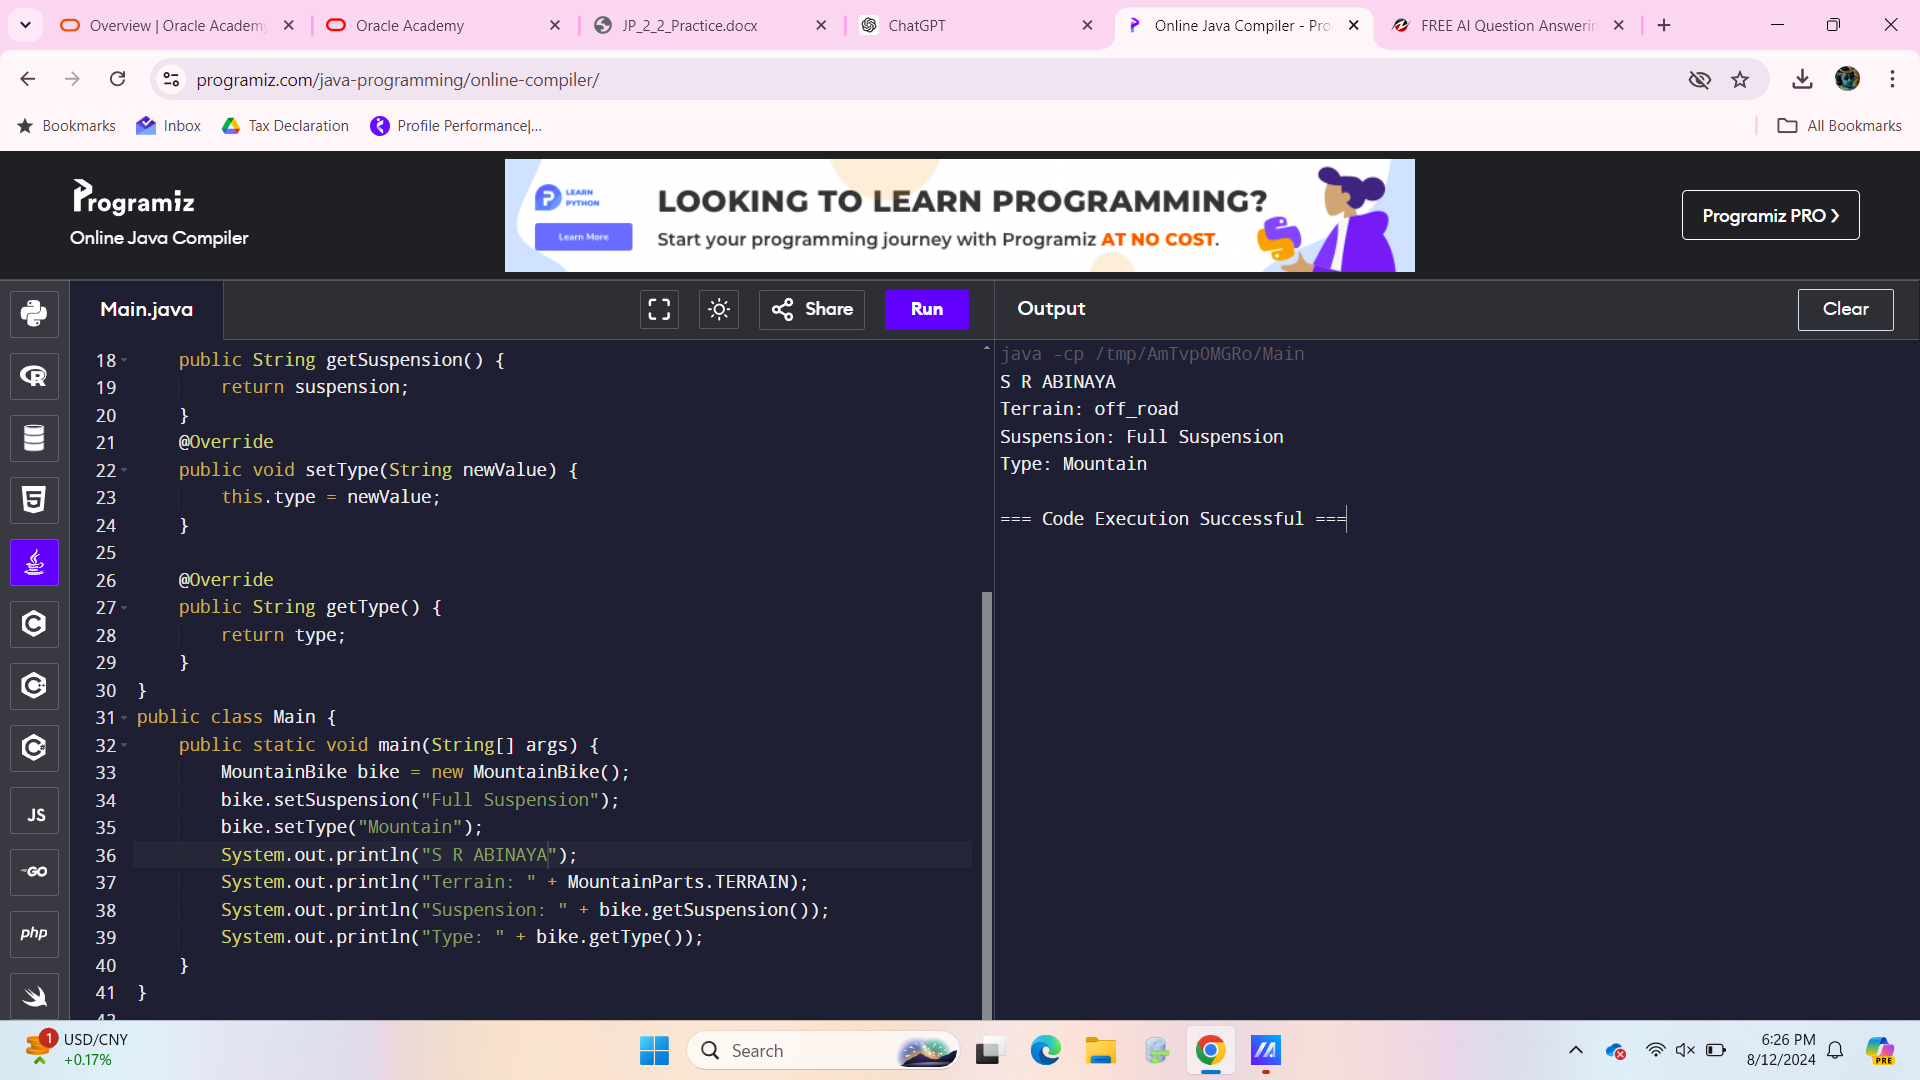 Overview | Oracle Academy
Oracle Academy
JP_2_2_Practice.docx
ChatGPT
Online Java Compiler - Pro
FREE AI Question Answerin
programiz.com/java-programming/online-compiler/
Bookmarks
Inbox
Tax Declaration
Profile Performance|...
All Bookmarks
Programiz
Online Java Compiler
LEARN
PYTHON
Learn More
LOOKING TO LEARN PROGRAMMING?
Start your programming journey with Programiz AT NO COST.
Programiz PRO ❯
Main.java
Share
Run
Output
Clear
18 public String getSuspension() {
19 return suspension;
20 }
21 @Override
22 public void setType(String newValue) {
23 this.type = newValue;
24 }
25
26 @Override
27 public String getType() {
28 return type;
29 }
30 }
31 public class Main {
32 public static void main(String[] args) {
33 MountainBike bike = new MountainBike();
34 bike.setSuspension("Full Suspension");
35 bike.setType("Mountain");
36 System.out.println("S R ABINAYA");
37 System.out.println("Terrain: " + MountainParts.TERRAIN);
38 System.out.println("Suspension: " + bike.getSuspension());
39 System.out.println("Type: " + bike.getType());
40 }
41 }
42
java -cp /tmp/AmTvpOMGRo/Main
S R ABINAYA
Terrain: off_road
Suspension: Full Suspension
Type: Mountain
=== Code Execution Successful ===
R
5
C
C
C
JS
GO
php
1
USD/CNY
+0.17%
Search
6:26 PM
8/12/2024
PRE